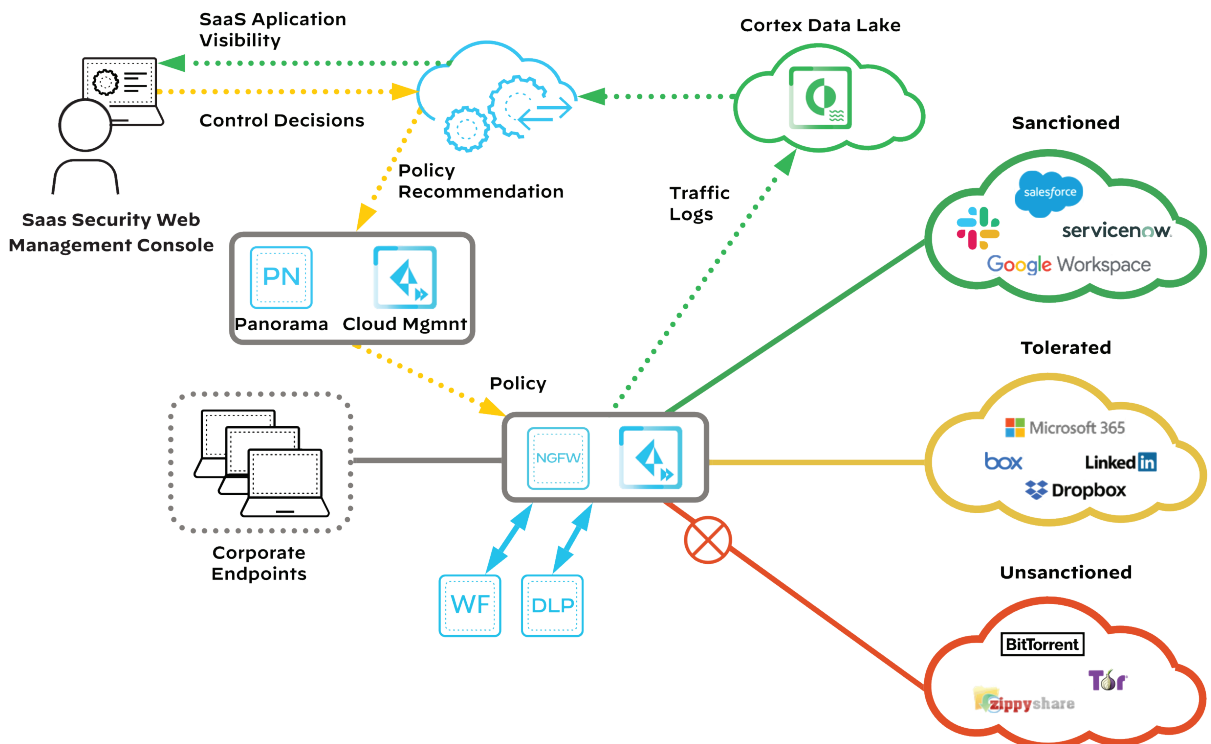 SaaS Aplication
Visibility
Control Decisions
Saas Security Web
Management Console
Policy
Recommendation
Cortex Data Lake
Traffic
Logs
PN
Panorama
Cloud Mgmnt
Policy
NGFW
Corporate
Endpoints
WF
DLP
Sanctioned
salesforce
servicenow.
Google Workspace
Tolerated
Microsoft 365
box
Linked in
Dropbox
Unsanctioned
BitTorrent
Tor
zippyshare